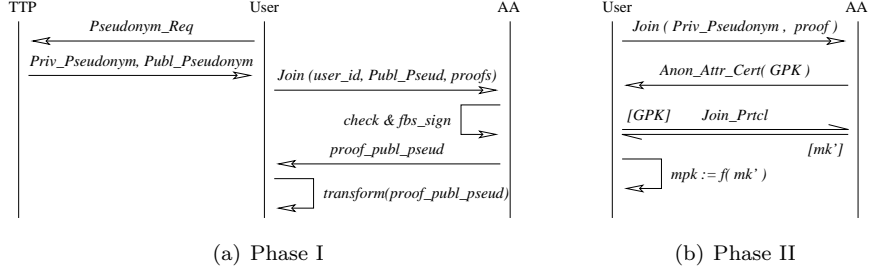 TTP User AA
Pseudonym_Req
Priv_Pseudonym, Publ_Pseudonym
Join (user_id, Publ_Pseud, proofs)
check & fbs_sign
proof_publ_pseud
transform(proof_publ_pseud)
(a) Phase I
User AA
Join ( Priv_Pseudonym , proof )
Anon_Attr_Cert( GPK )
[GPK] Join_Prtcl
[mk']
mpk := f( mk' )
(b) Phase II